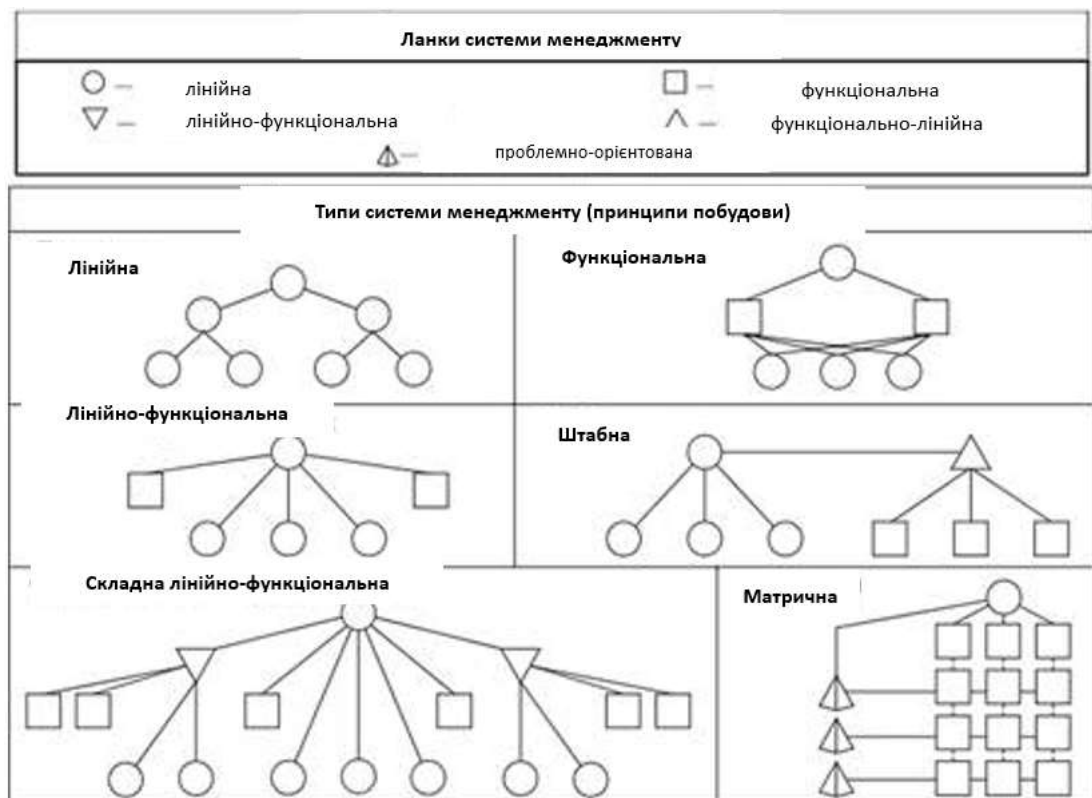 Ланки системи менеджменту
— лінійна
— функціональна
— лінійно-функціональна
— функціонально-лінійна
— проблемно-орієнтована
Типи системи менеджменту (принципи побудови)
Лінійна
Функціональна
Лінійно-функціональна
Штабна
Складна лінійно-функціональна
Матрична